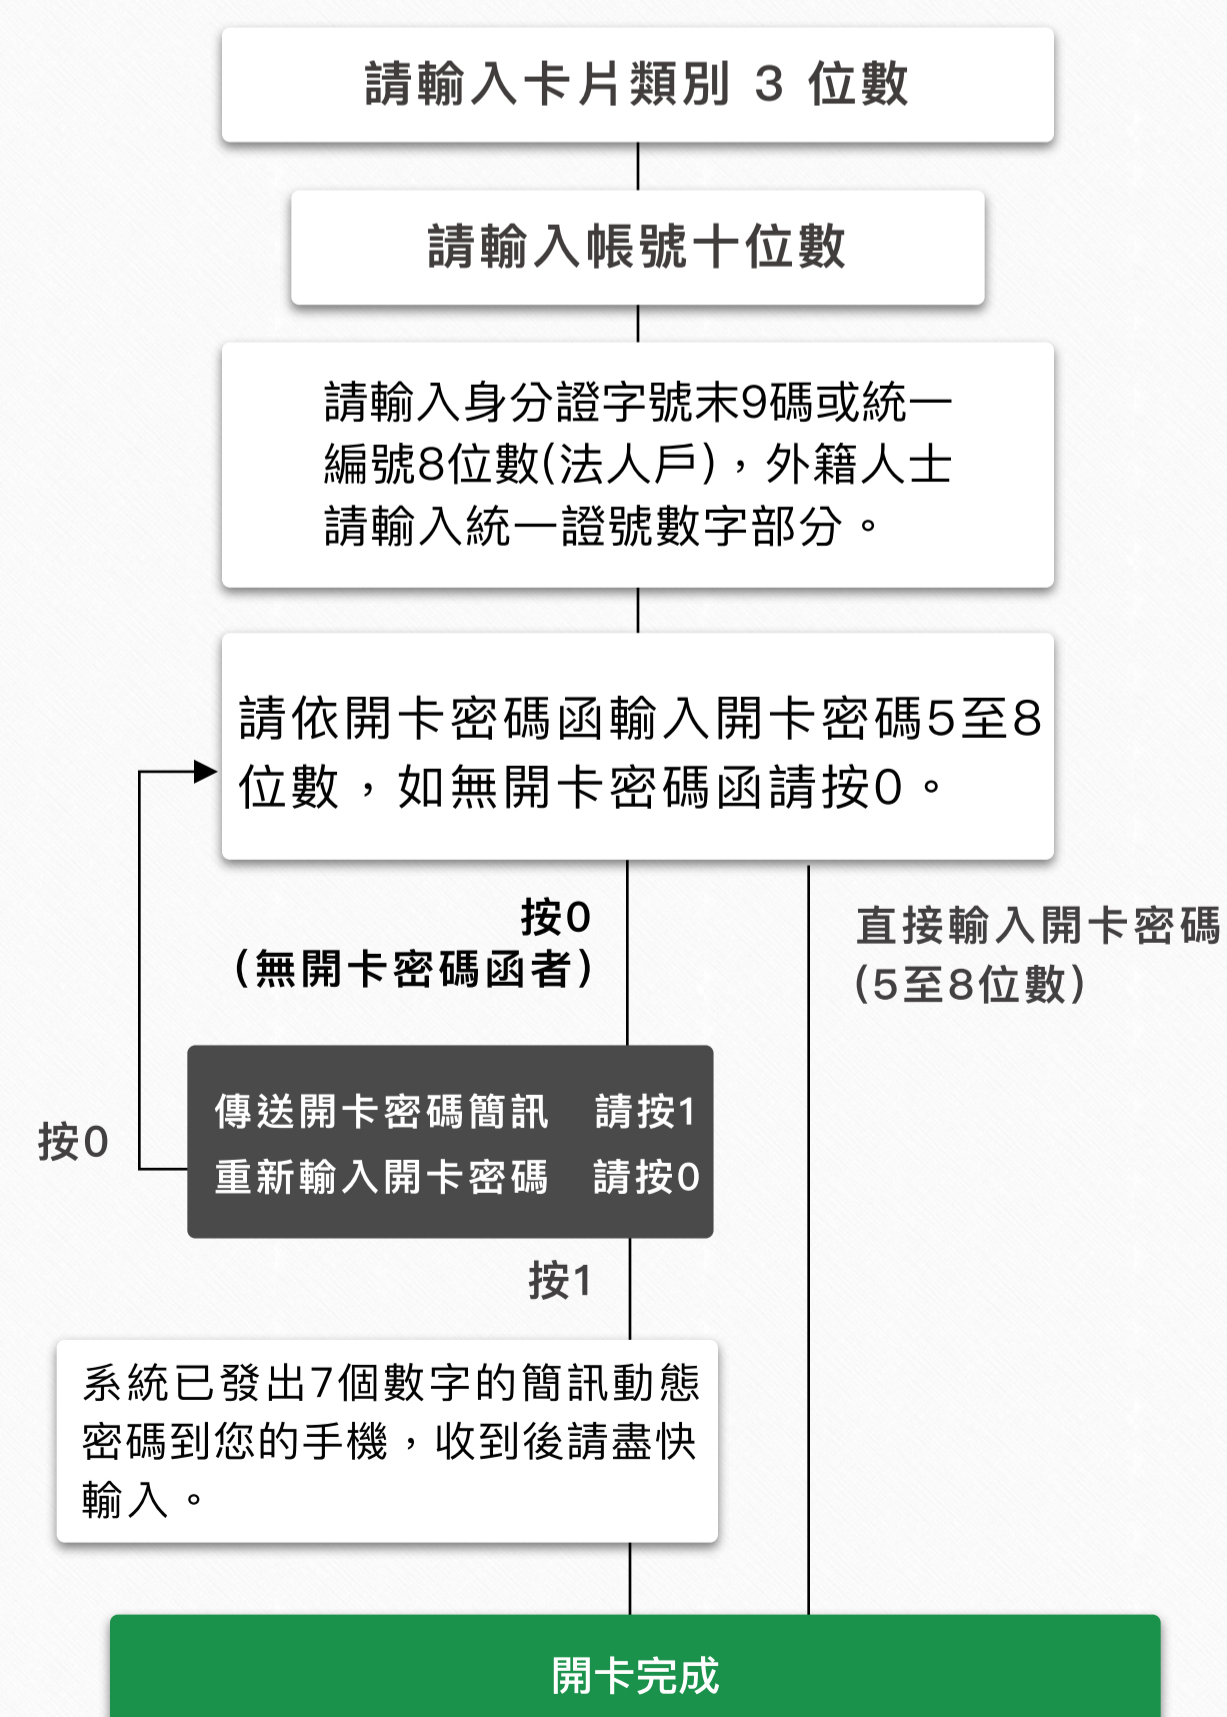 請輸入卡片類別 3 位數
請輸入帳號十位數
請輸入身分證字號末9碼或統一
編號8位數(法人戶)，外籍人士
請輸入統一證號數字部分。
請依開卡密碼函輸入開卡密碼5至8
位數，如無開卡密碼函請按0。
按0
(無開卡密碼函者)
直接輸入開卡密碼
(5至8位數)
傳送開卡密碼簡訊 請按1
重新輸入開卡密碼 請按0
按0
按1
系統已發出7個數字的簡訊動態
密碼到您的手機，收到後請盡快
輸入。
開卡完成